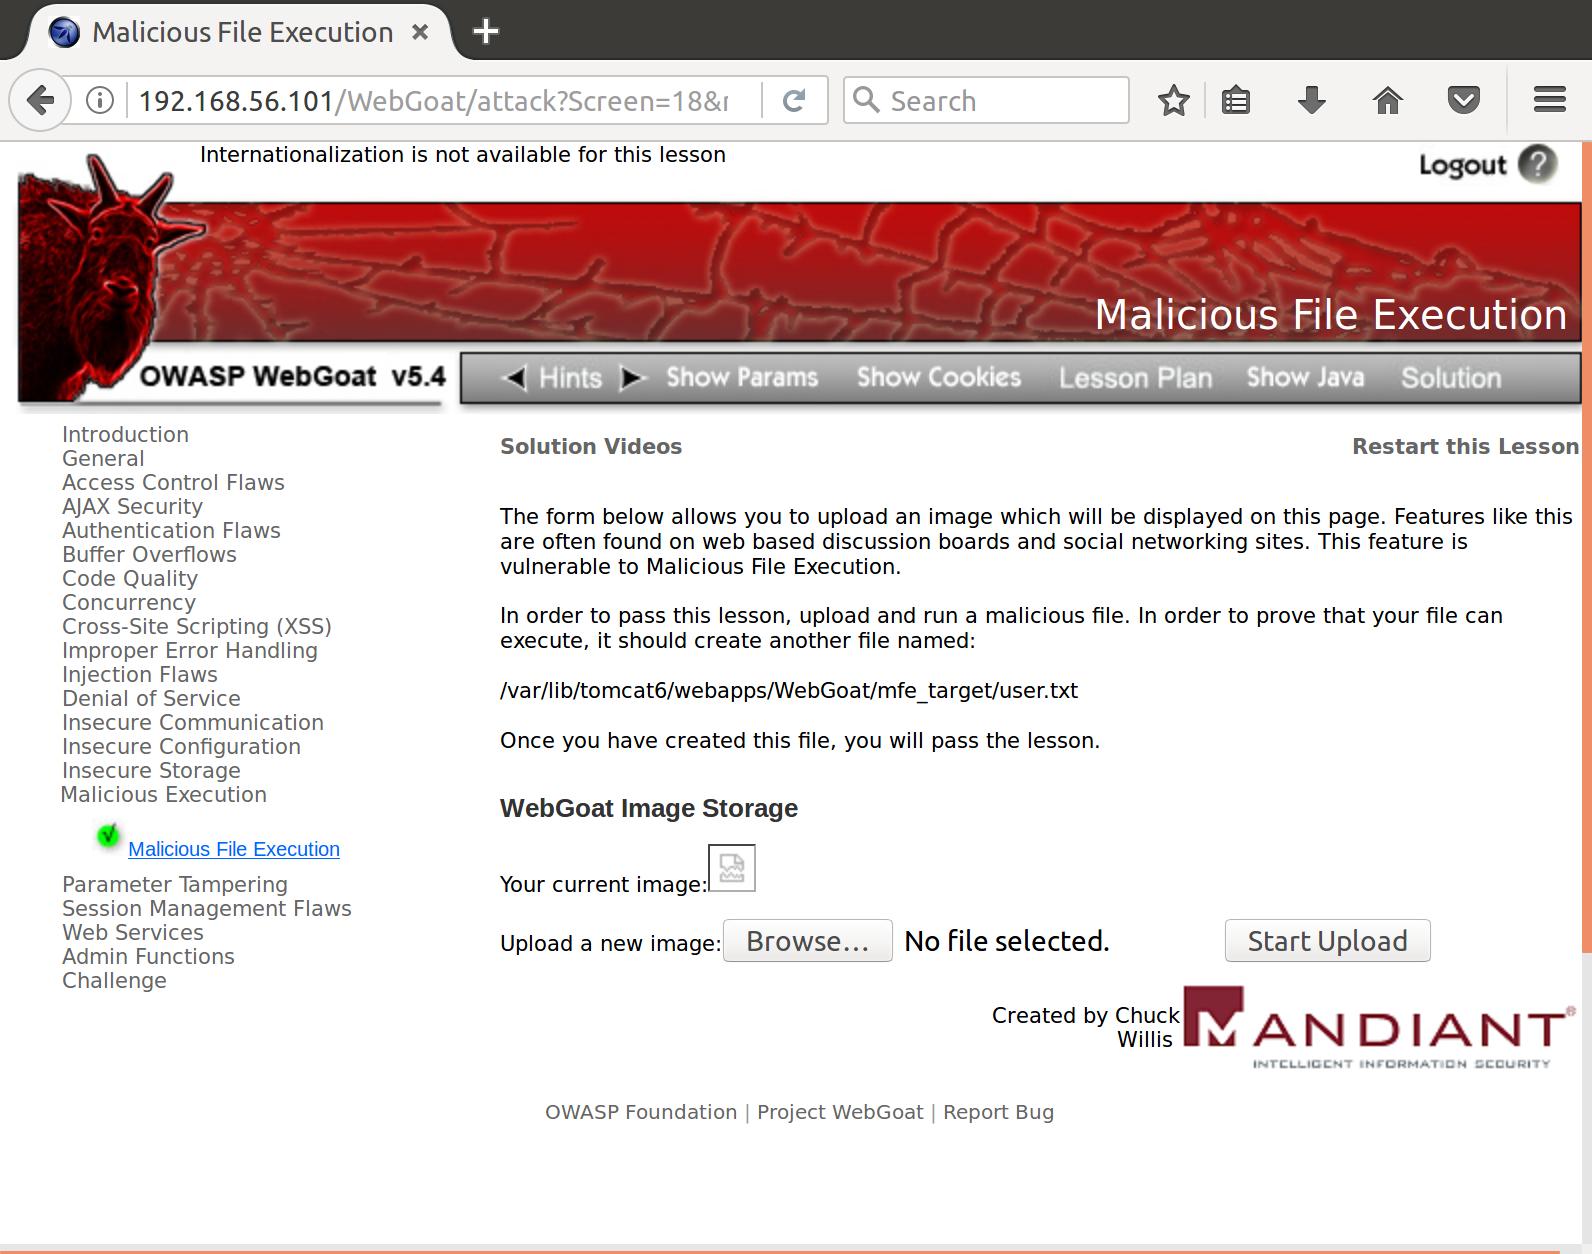 Malicious File Execution
192.168.56.101/WebGoat/attack?Screen=18&
Search
Internationalization is not available for this lesson
Logout ?
Malicious File Execution
OWASP WebGoat v5.4
Hints Show Params Show Cookies Lesson Plan Show Java Solution
Introduction
General
Access Control Flaws
AJAX Security
Authentication Flaws
Buffer Overflows
Code Quality
Concurrency
Cross-Site Scripting (XSS)
Improper Error Handling
Injection Flaws
Denial of Service
Insecure Communication
Insecure Configuration
Insecure Storage
Malicious Execution
Malicious File Execution
Parameter Tampering
Session Management Flaws
Web Services
Admin Functions
Challenge
Solution Videos
Restart this Lesson
The form below allows you to upload an image which will be displayed on this page. Features like this
are often found on web based discussion boards and social networking sites. This feature is
vulnerable to Malicious File Execution.
In order to pass this lesson, upload and run a malicious file. In order to prove that your file can
execute, it should create another file named:
/var/lib/tomcat6/webapps/WebGoat/mfe_target/user.txt
Once you have created this file, you will pass the lesson.
WebGoat Image Storage
Your current image:
Upload a new image: Browse... No file selected. Start Upload
Created by Chuck
Willis
MANDIANT®
INTELLIGENT INFORMATION SECURITY
OWASP Foundation | Project WebGoat | Report Bug